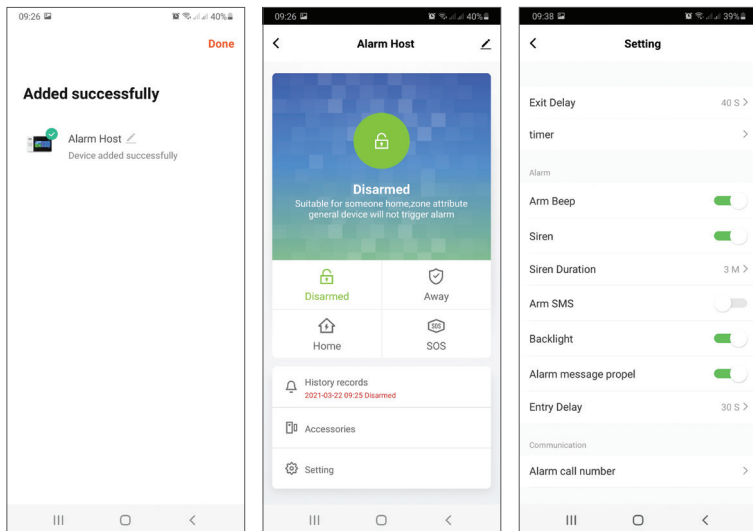 09:26 40%
Done
Added successfully
Alarm Host
Device added successfully
09:26 40%
Alarm Host
Disarmed
Suitable for someone home,zone attribute
general device will not trigger alarm
Disarmed
Away
Home
SOS
SOS
History records
2021-03-22 09:25 Disarmed
Accessories
Setting
09:38 39%
Setting
Exit Delay 40 S
timer
Alarm
Arm Beep
Siren
Siren Duration 3 M
Arm SMS
Backlight
Alarm message propel
Entry Delay 30 S
Communication
Alarm call number